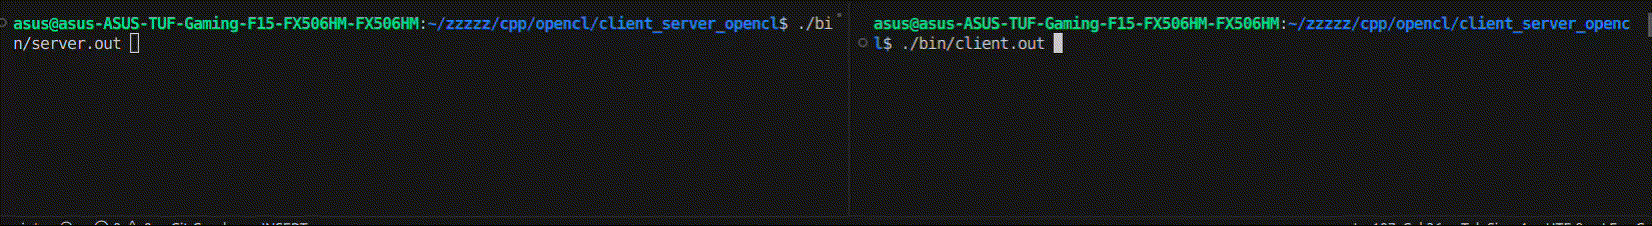 asus@asus-ASUS-TUF-Gaming-F15-FX506HM-FX506HM:~/zzzzz/cpp/opencl/client_server_opencl$ ./bi
n/server.out
asus@asus-ASUS-TUF-Gaming-F15-FX506HM-FX506HM:~/zzzzz/cpp/opencl/client_server_openc
l$ ./bin/client.out